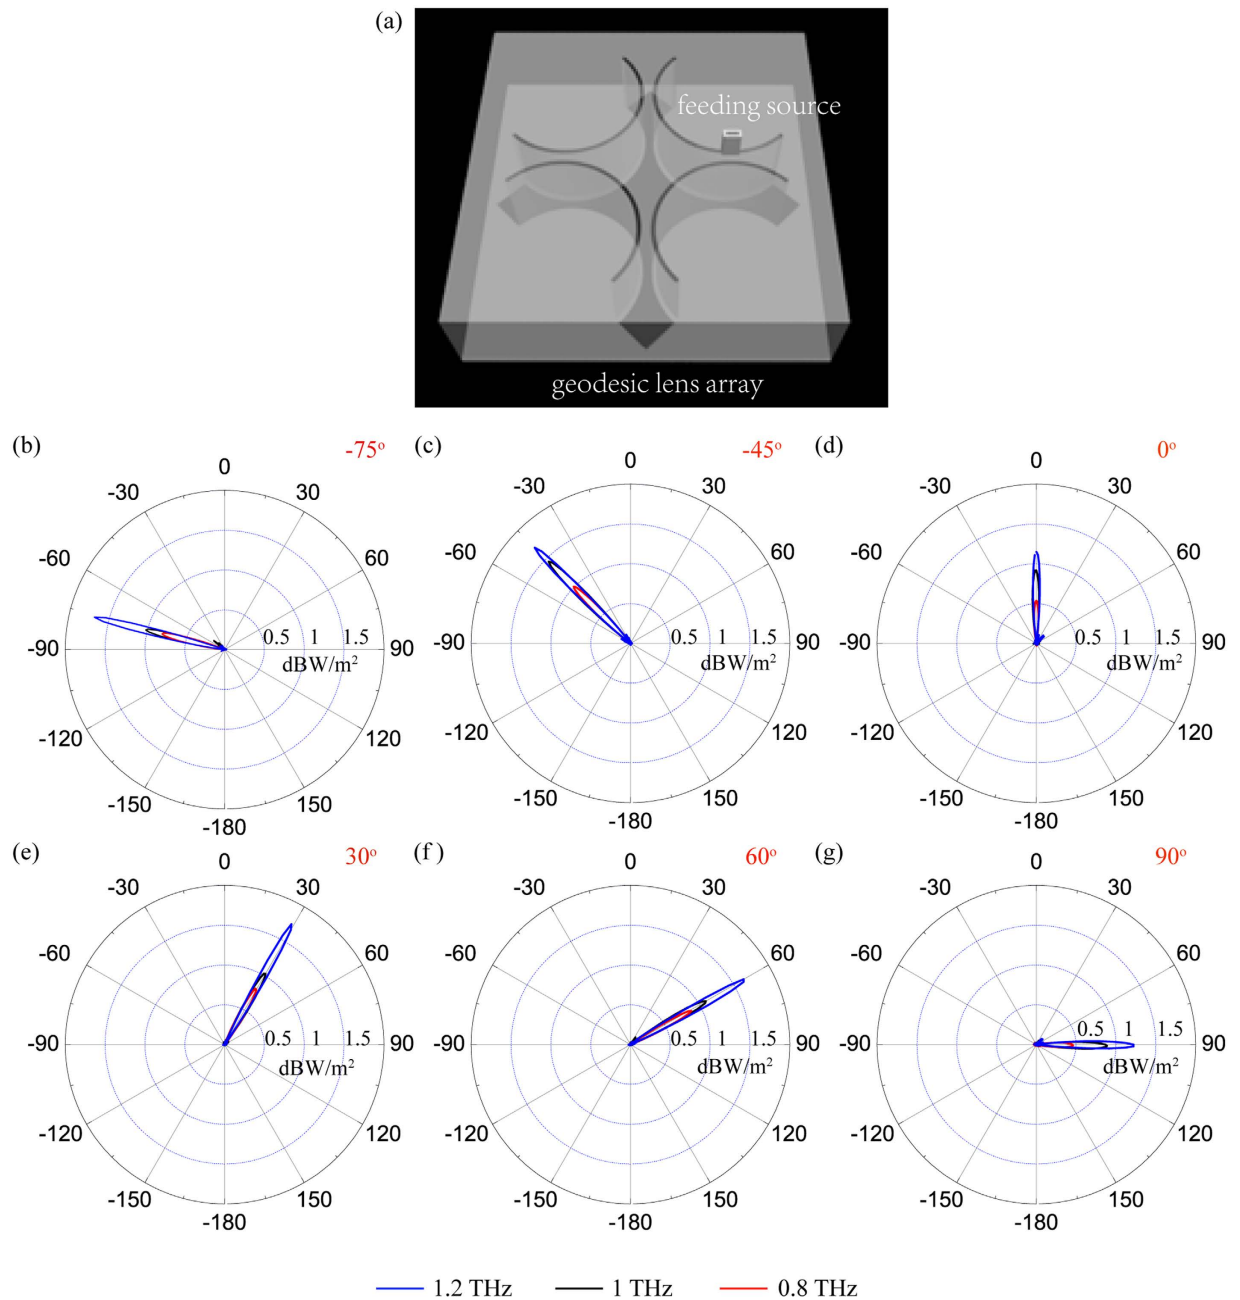 (a)
feeding source
geodesic lens array
(b) -75° (c) -45° (d) 0°
0 0 0
-30 30 -30 30 -30 30
-60 60 -60 60 -60 60
0.5 1 1.5 0.5 1 1.5 0.5 1 1.5
-90 90 -90 90 -90 90
dBW/m² dBW/m² dBW/m²
-120 120 -120 120 -120 120
-150 150 -150 150 -150 150
-180 -180 -180
(e) 30° (f) 60° (g) 90°
0 0 0
-30 30 -30 30 -30 30
-60 60 -60 60 -60 60
0.5 1 1.5 0.5 1 1.5 0.5 1 1.5
-90 90 -90 90 -90 90
dBW/m² dBW/m² dBW/m²
-120 120 -120 120 -120 120
-150 150 -150 150 -150 150
-180 -180 -180
1.2 THz 1 THz 0.8 THz